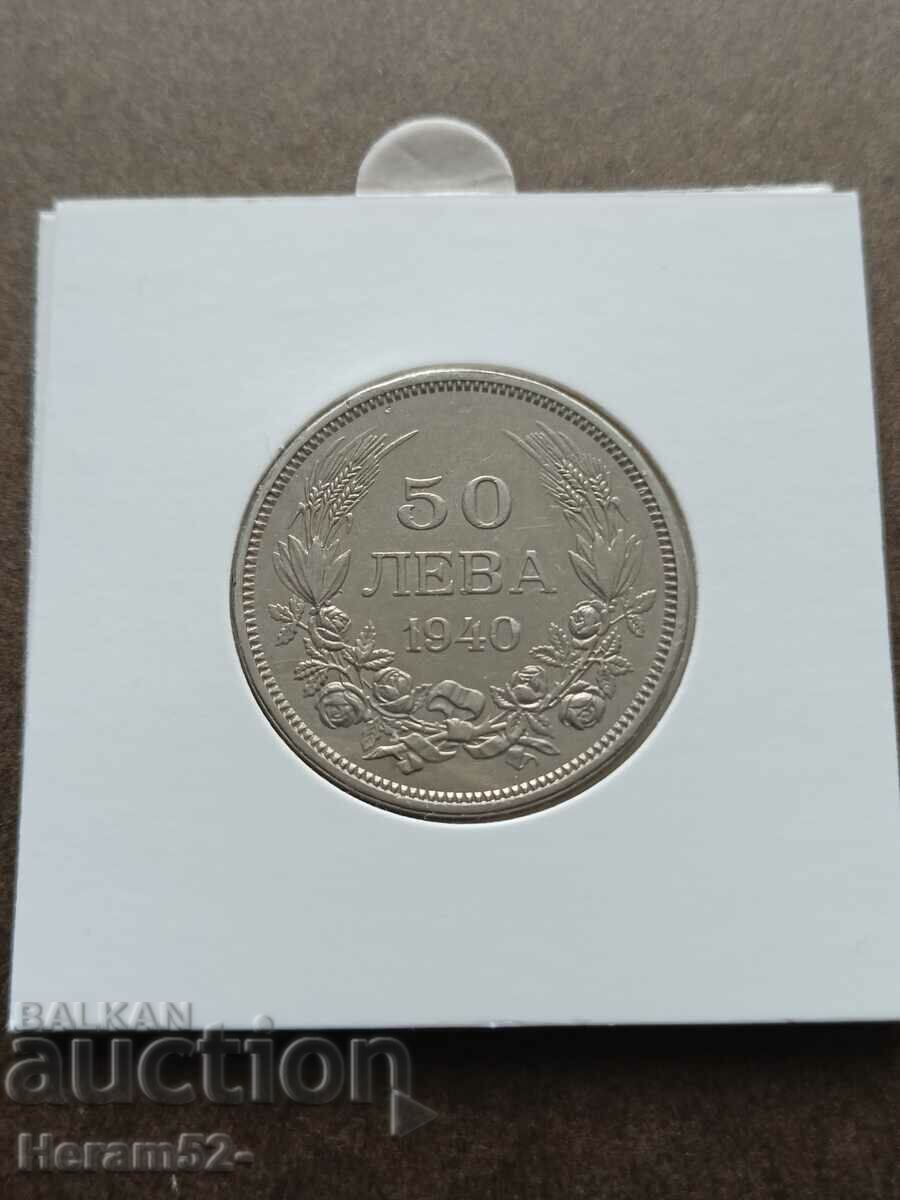 50
ЛЕВА
1940
BALKAN
auction
Heram52-